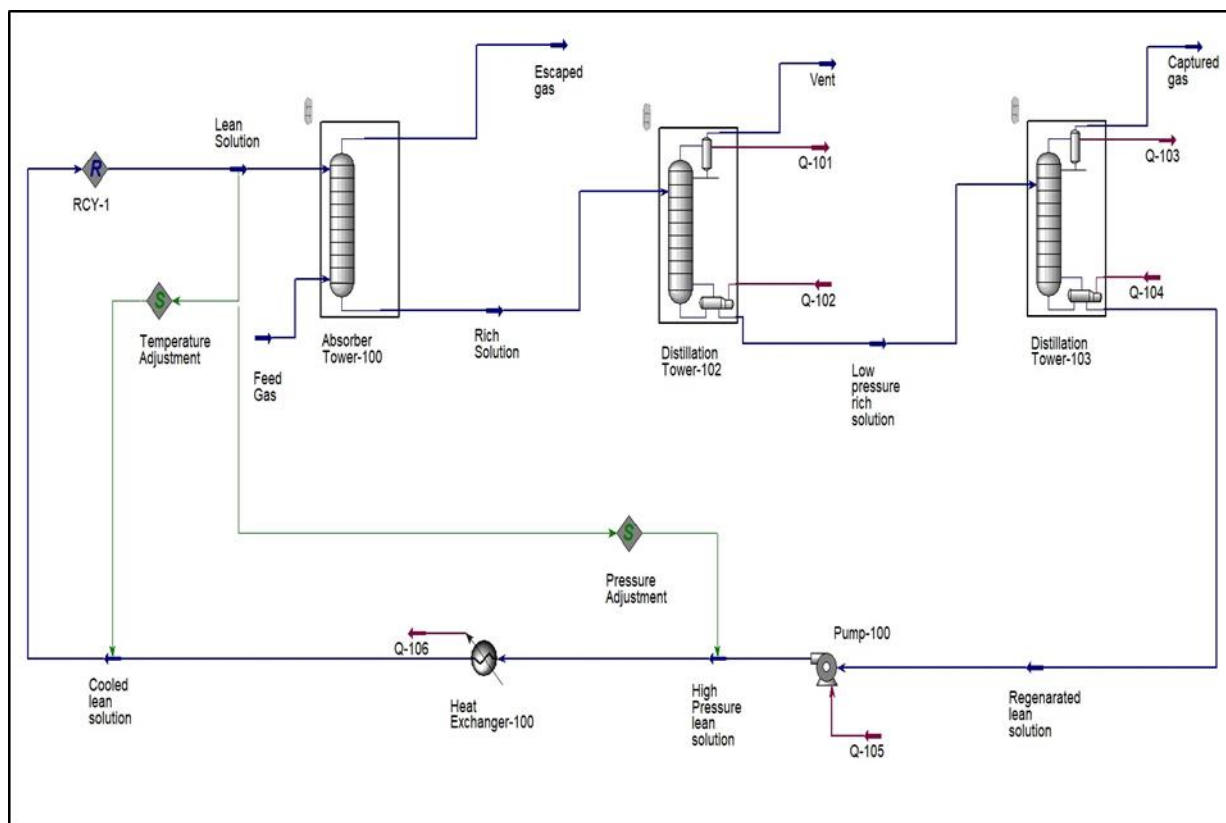 Escaped
gas
Vent
Captured
gas
Lean
Solution
Q-101
Q-103
R
RCY-1
S
Temperature
Adjustment
Feed
Gas
Absorber
Tower-100
Rich
Solution
Q-102
Distillation
Tower-102
Low
pressure
rich
solution
Q-104
Distillation
Tower-103
S
Pressure
Adjustment
Cooled
lean
solution
Q-106
Heat
Exchanger-100
High
Pressure
lean
solution
Pump-100
Q-105
Regenarated
lean
solution